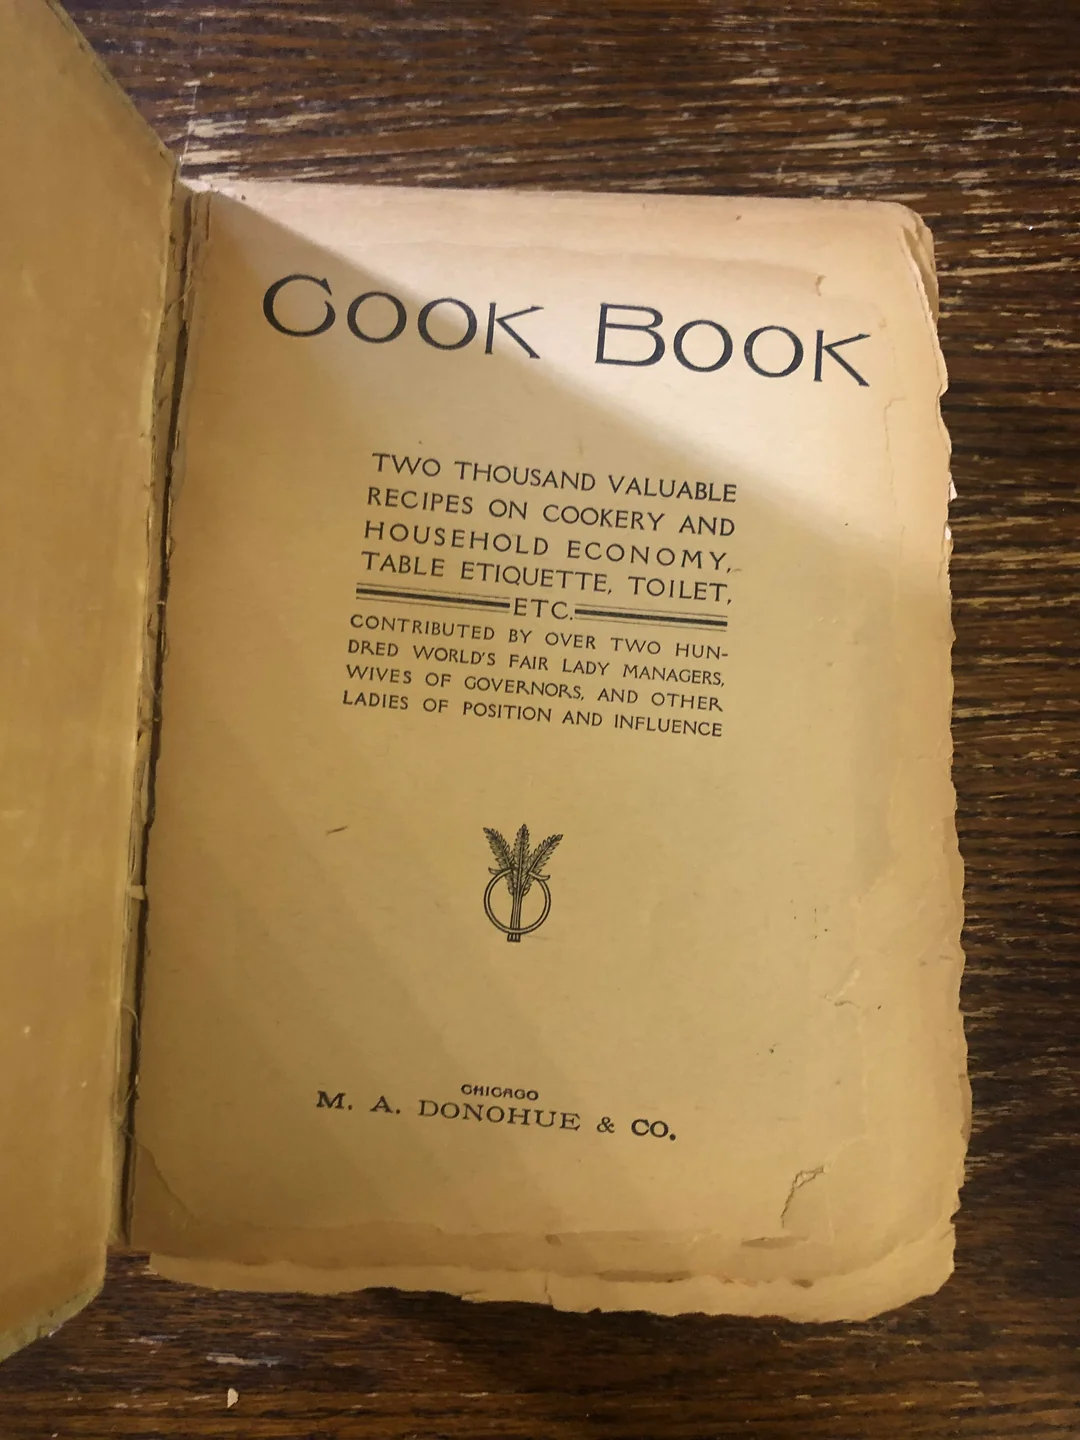 COOK BOOK
TWO THOUSAND VALUABLE
RECIPES ON COOKERY AND
HOUSEHOLD ECONOMY,
TABLE ETIQUETTE, TOILET,
ETC.
CONTRIBUTED BY OVER TWO HUN-
DRED WORLD'S FAIR LADY MANAGERS,
WIVES OF GOVERNORS, AND OTHER
LADIES OF POSITION AND INFLUENCE
CHICAGO
M. A. DONOHUE & CO.